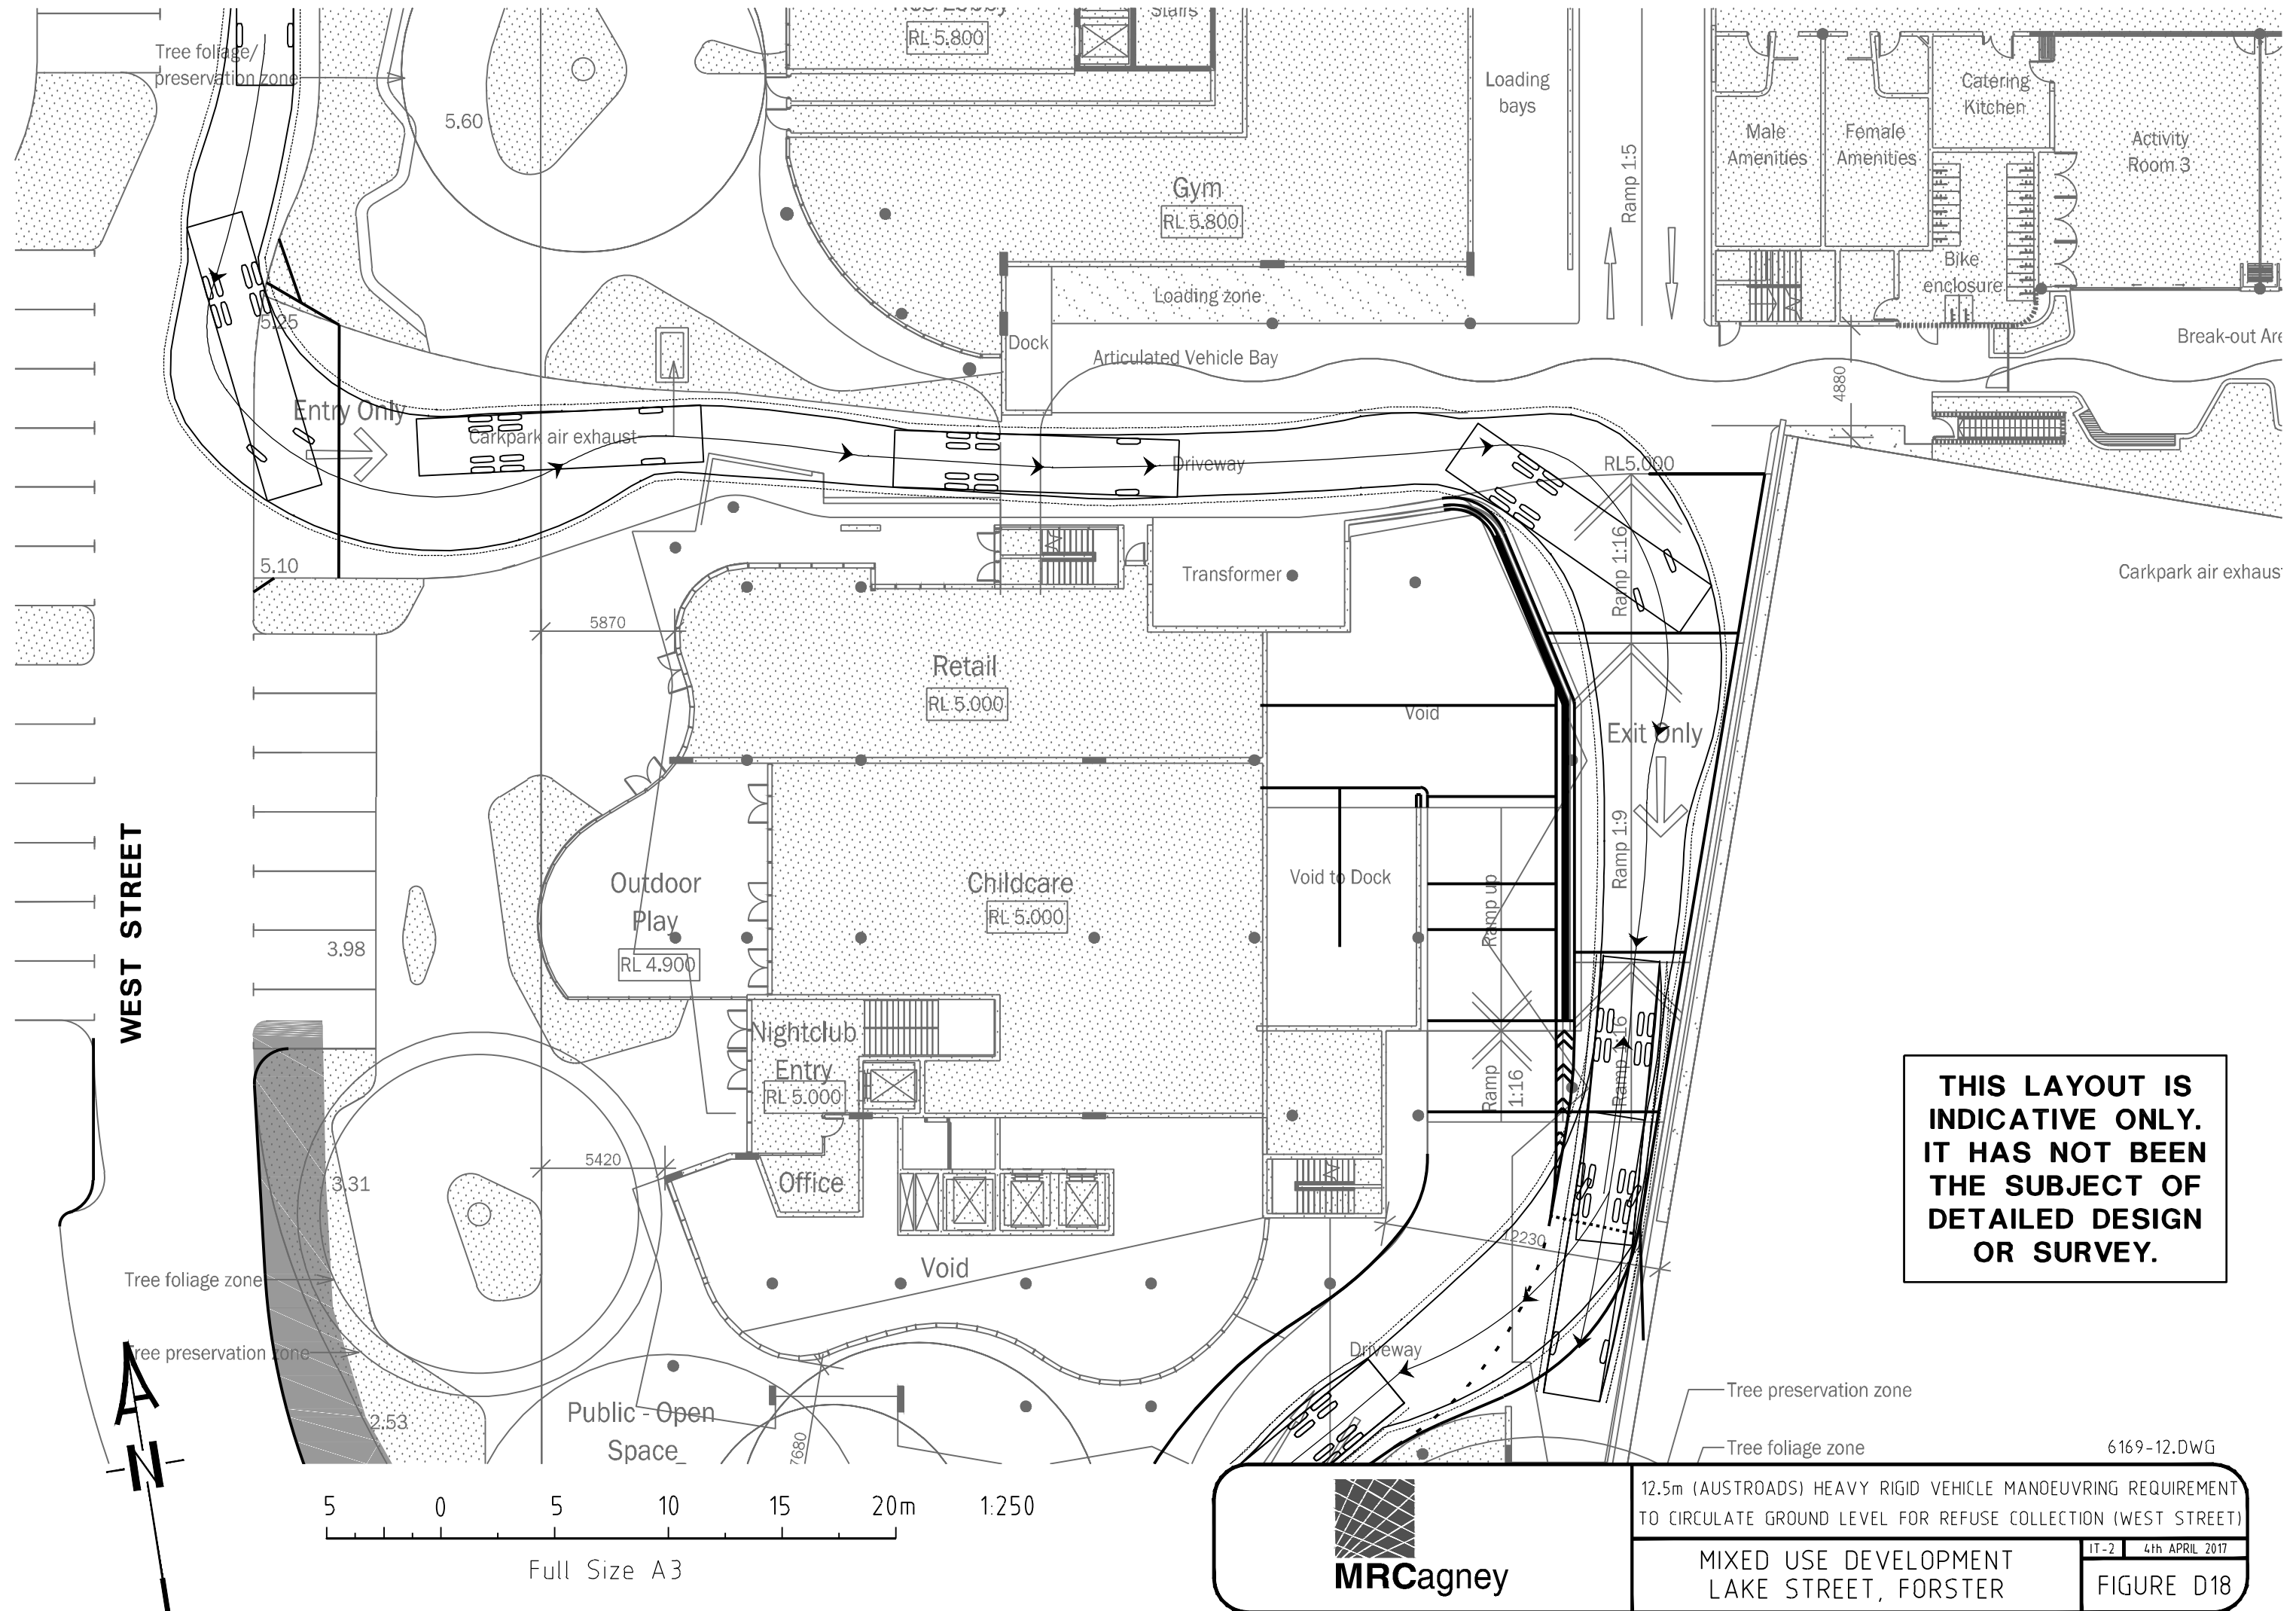 Stairs
RL 5.800
Tree foliage/
preservation zone
5.60
Loading
bays
Catering
Kitchen
Male
Amenities
Female
Amenities
Activity
Room 3
Ramp 1:5
Gym
RL 5.800
Bike
enclosure
Loading zone
5.25
Dock
Articulated Vehicle Bay
Break-out Are
4880
Entry Only
Carkpark air exhaust
Driveway
RL5.000
Ramp 1:16
5.10
Transformer
Carkpark air exhaust
5870
Retail
RL 5.000
Void
Exit Only
WEST STREET
Outdoor
Play
RL 4.900
Childcare
RL 5.000
Void to Dock
Ramp up
Ramp 1:9
3.98
Nightclub
Entry
RL 5.000
Ramp
1:16
Ramp 1:16
THIS LAYOUT IS
INDICATIVE ONLY.
IT HAS NOT BEEN
THE SUBJECT OF
DETAILED DESIGN
OR SURVEY.
5420
3.31
Office
12230
Void
Tree foliage zone
Tree preservation zone
Driveway
2.53
Public - Open
Space
7680
Tree preservation zone
Tree foliage zone
6169-12.DWG
N
5 0 5 10 15 20m 1:250
Full Size A3
MRCagney
12.5m (AUSTROADS) HEAVY RIGID VEHICLE MANOEUVRING REQUIREMENT
TO CIRCULATE GROUND LEVEL FOR REFUSE COLLECTION (WEST STREET)
MIXED USE DEVELOPMENT
LAKE STREET, FORSTER
IT-2 4th APRIL 2017
FIGURE D18